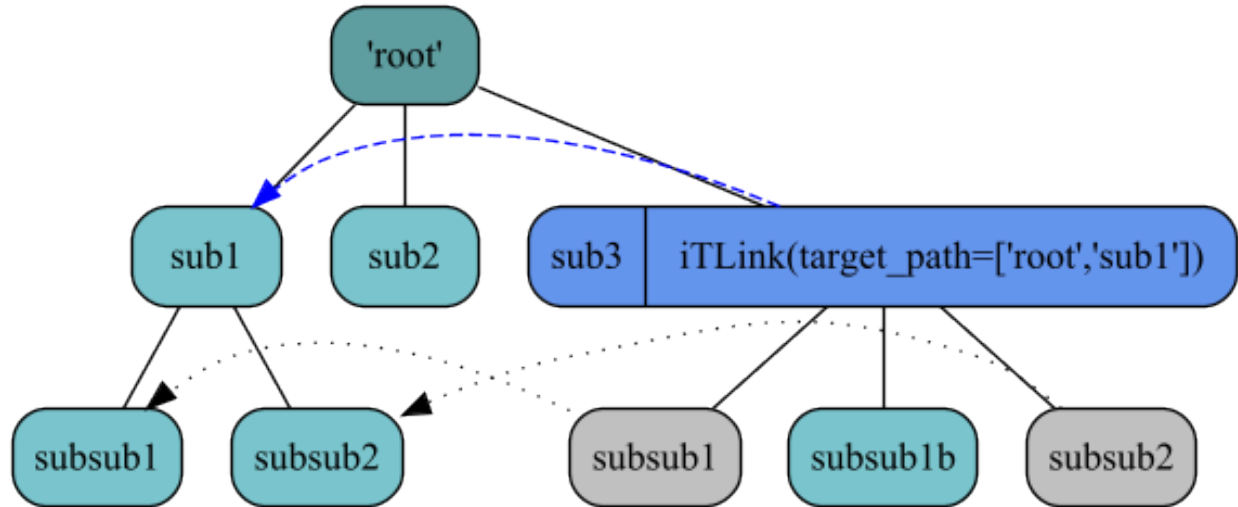 'root'
sub1
sub2
sub3
iTLink(target_path=['root','sub1'])
subsub1
subsub2
subsub1
subsub1b
subsub2